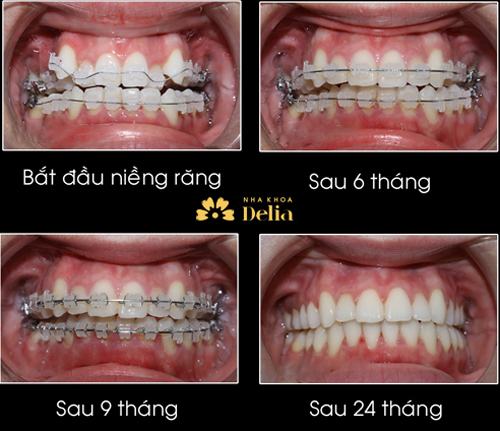 Bắt đầu niềng răng
Sau 6 tháng
NHA KHOA
Delia
Sau 9 tháng
Sau 24 tháng